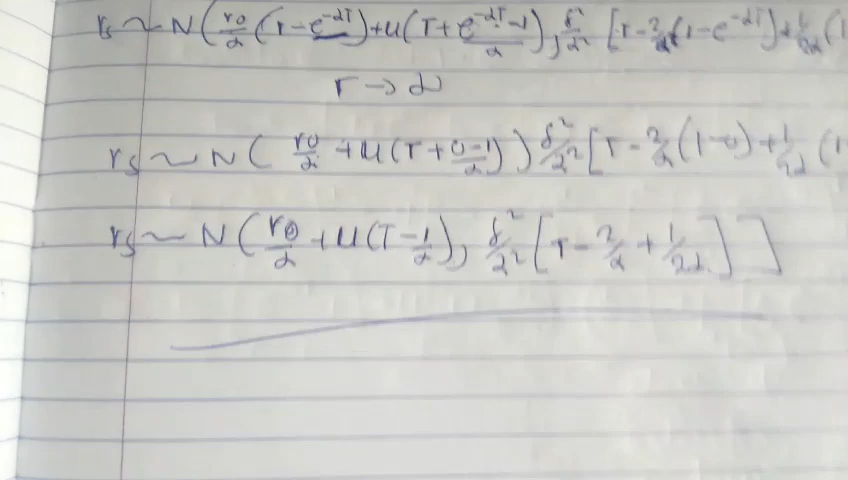 rs ~ N(r0/α (r-e^-αT) + μ(T + e^-αT-1/α), δ²/α² [T - 2/α (1-e^-αT) + 1/2α (1
T → ∞
rs ~ N( r0/α + μ(T + 0-1/α)) δ²/α² [T - 2/α (1-0) + 1/2α (1
rs ~ N( r0/α + μ(T - 1/α), δ²/α² [T - 2/α + 1/2α ] ]